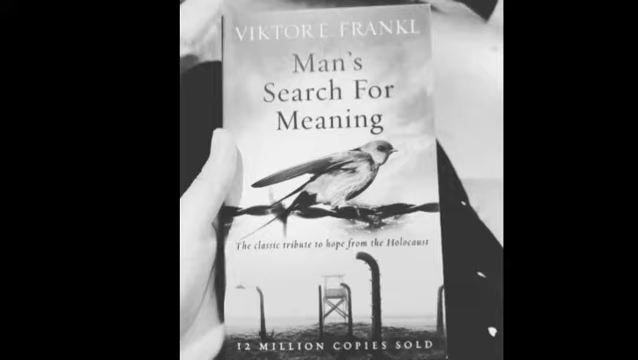 VIKTOR E. FRANKL
Man's
Search For
Meaning
The classic tribute to hope from the Holocaust
12 MILLION COPIES SOLD